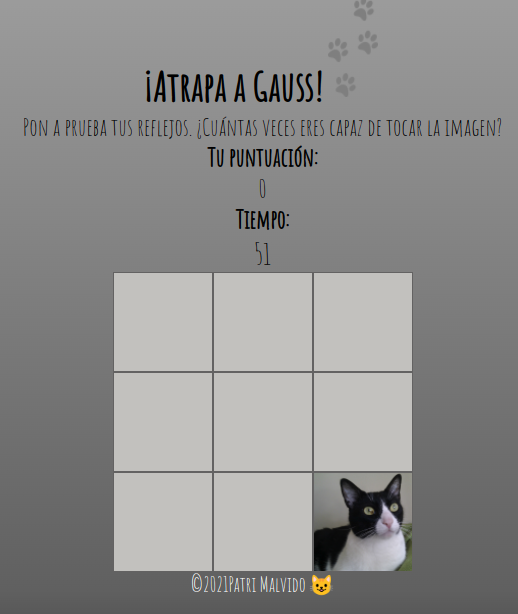 ¡Atrapa a Gauss!
Pon a prueba tus reflejos. ¿Cuántas veces eres capaz de tocar la imagen?
Tu puntuación:
0
Tiempo:
51
©2021Patri Malvido 😺